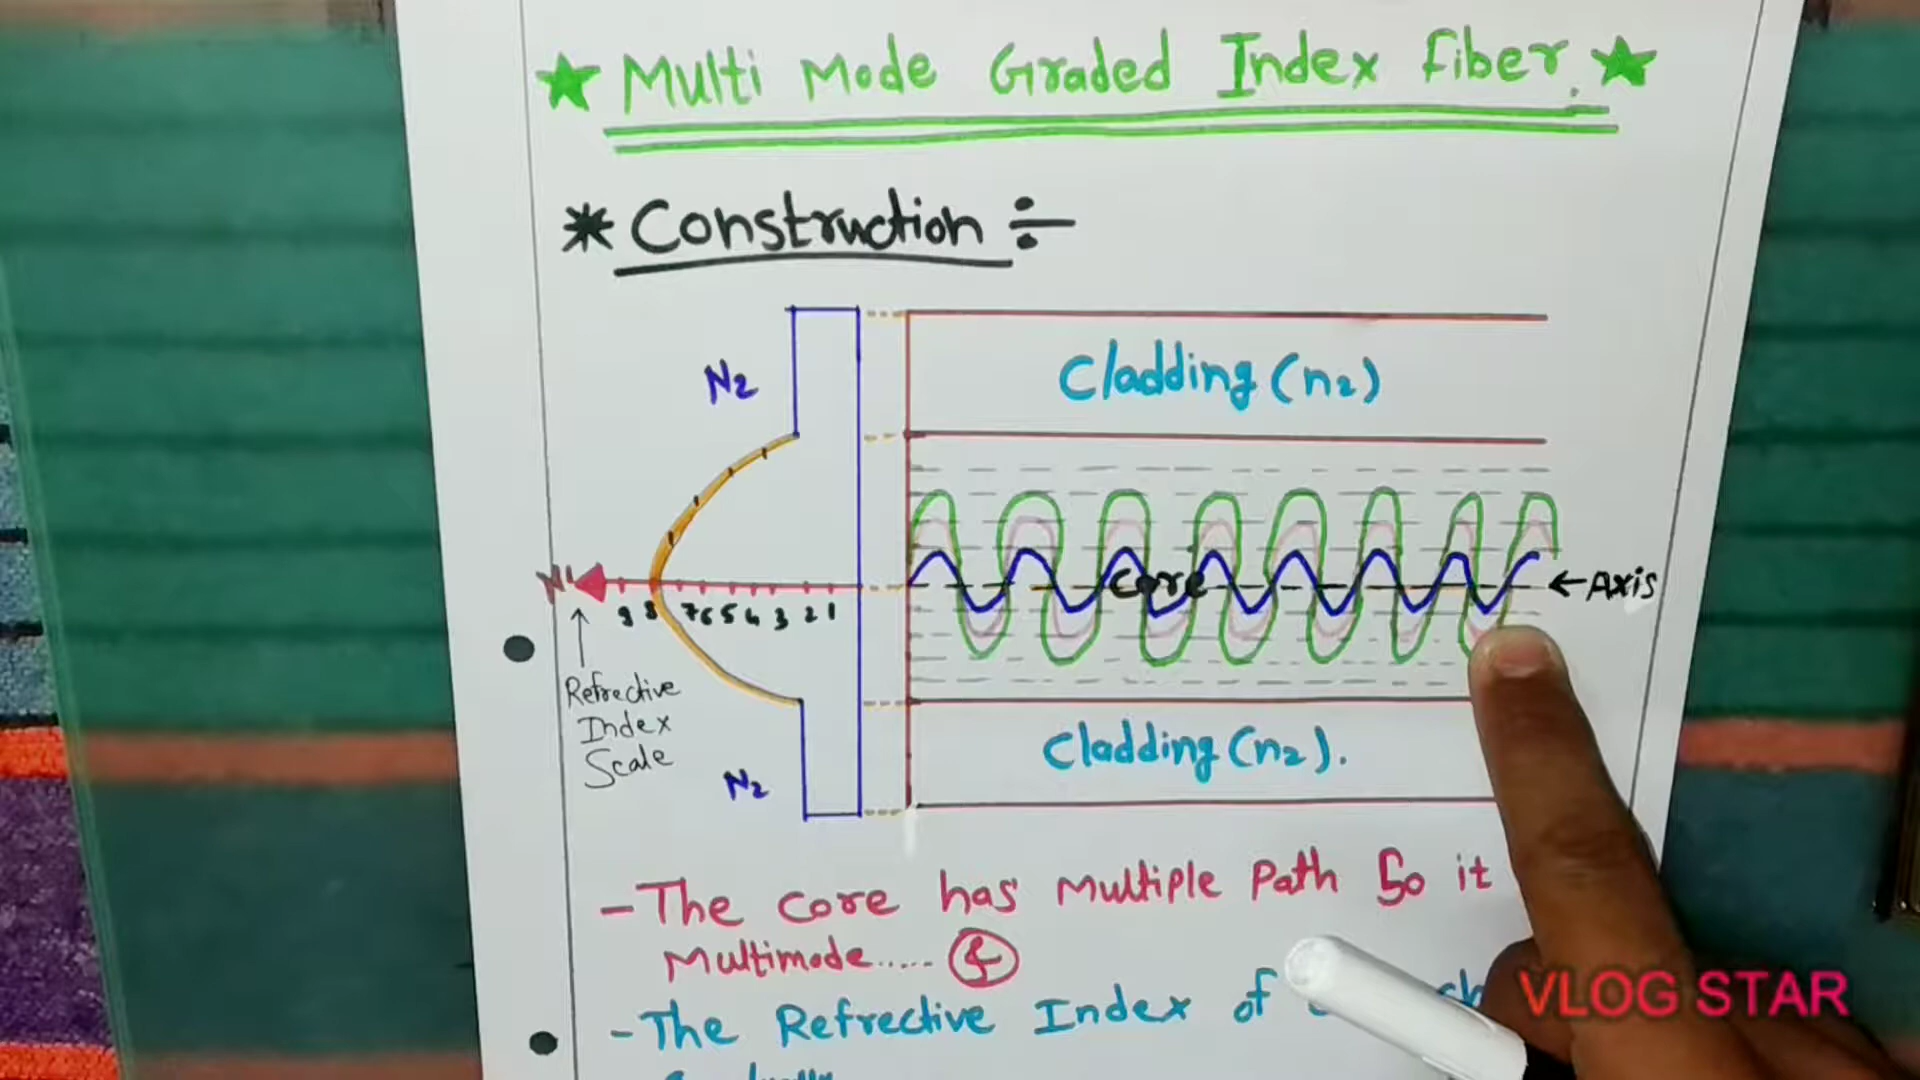 ★ Multi Mode Graded Index fiber. ★
* Construction ÷
N2
Cladding (n2)
Core
← Axis
N1
9 8 7 6 5 4 3 2 1
Refrective
Index
Scale
N2
Cladding (n2).
- The core has multiple Path So it
Multimode..... &
- The Refrective Index of
VLOG STAR